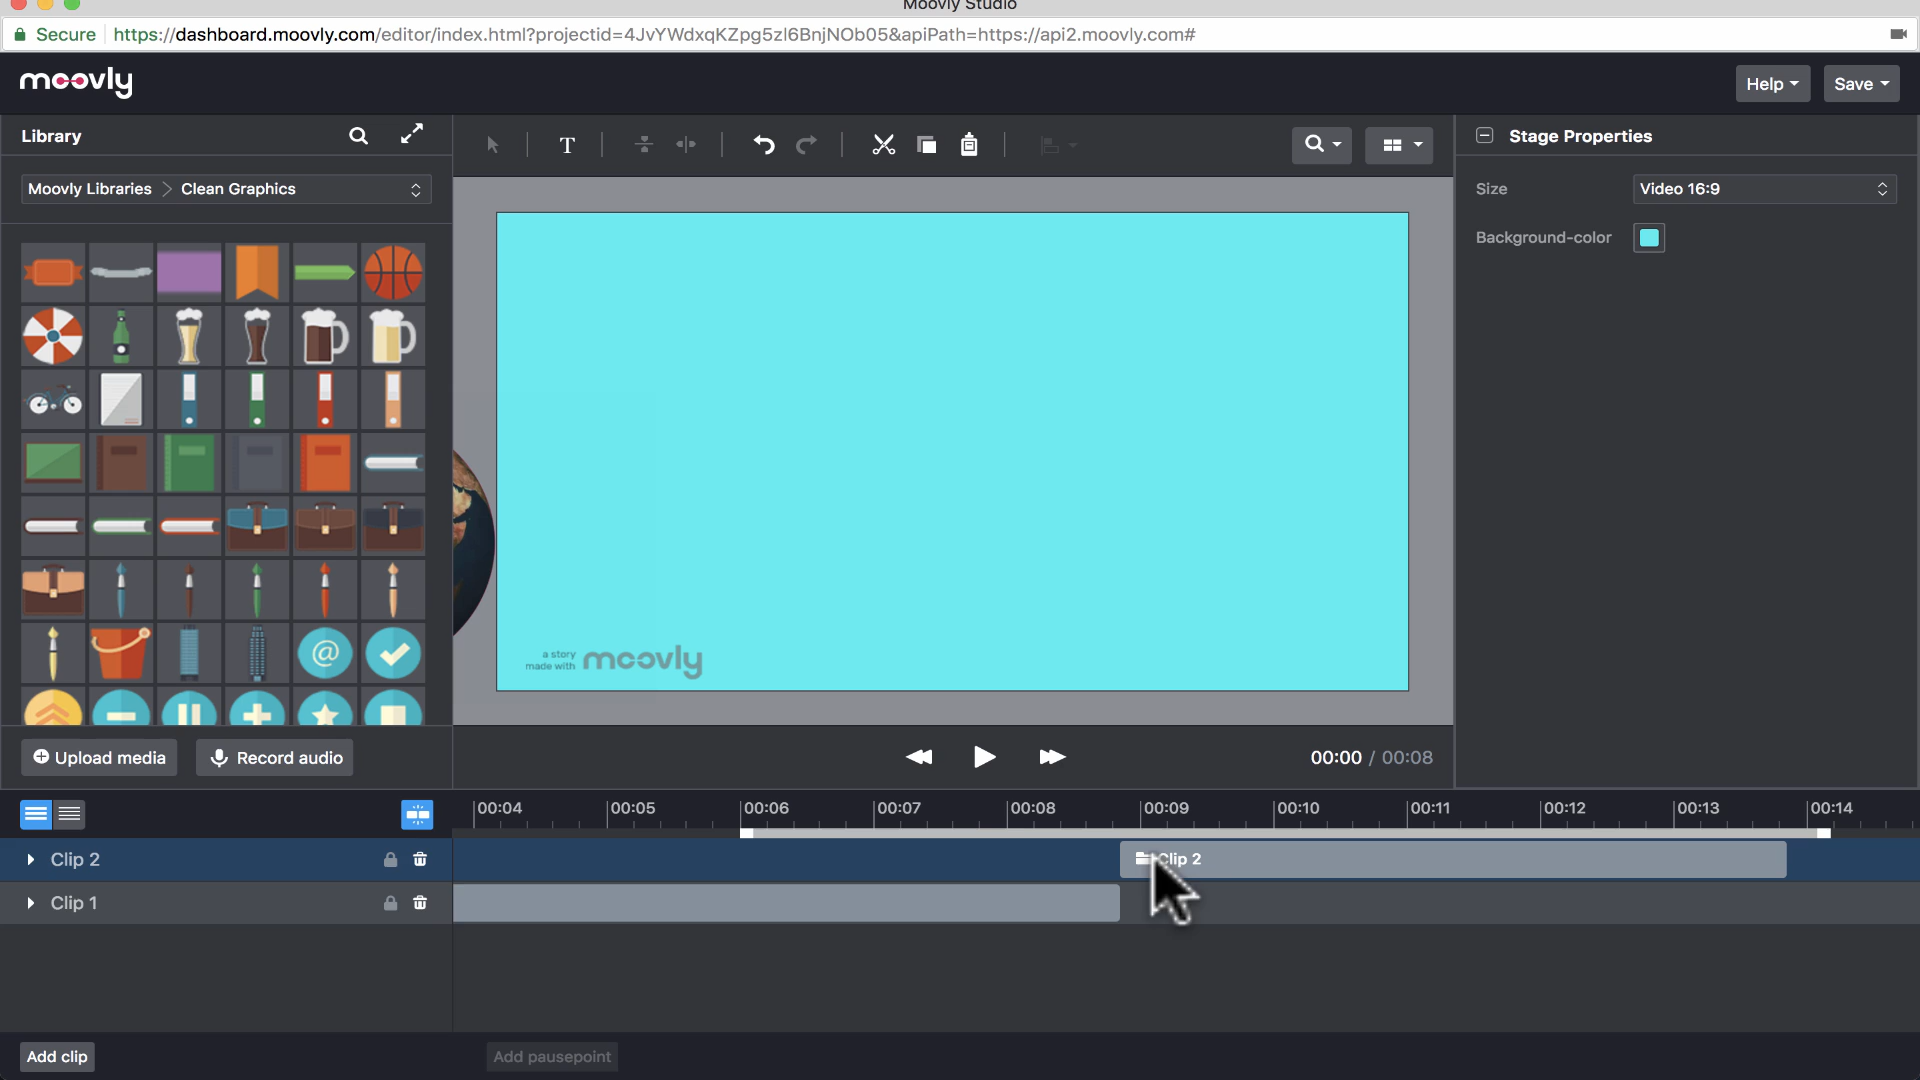 Moovly Studio
Secure https://dashboard.moovly.com/editor/index.html?projectid=4JvYWdxqKZpg5zl6BnjNOb05&apiPath=https://api2.moovly.com#
moovly
Help
Save
Library
T
Stage Properties
Moovly Libraries Clean Graphics
Size
Video 16:9
Background-color
@
a story
made with moovly
Upload media
Record audio
00:00 / 00:08
00:04 00:05 00:06 00:07 00:08 00:09 00:10 00:11 00:12 00:13 00:14
Clip 2
Clip 2
Clip 1
Add clip
Add pausepoint